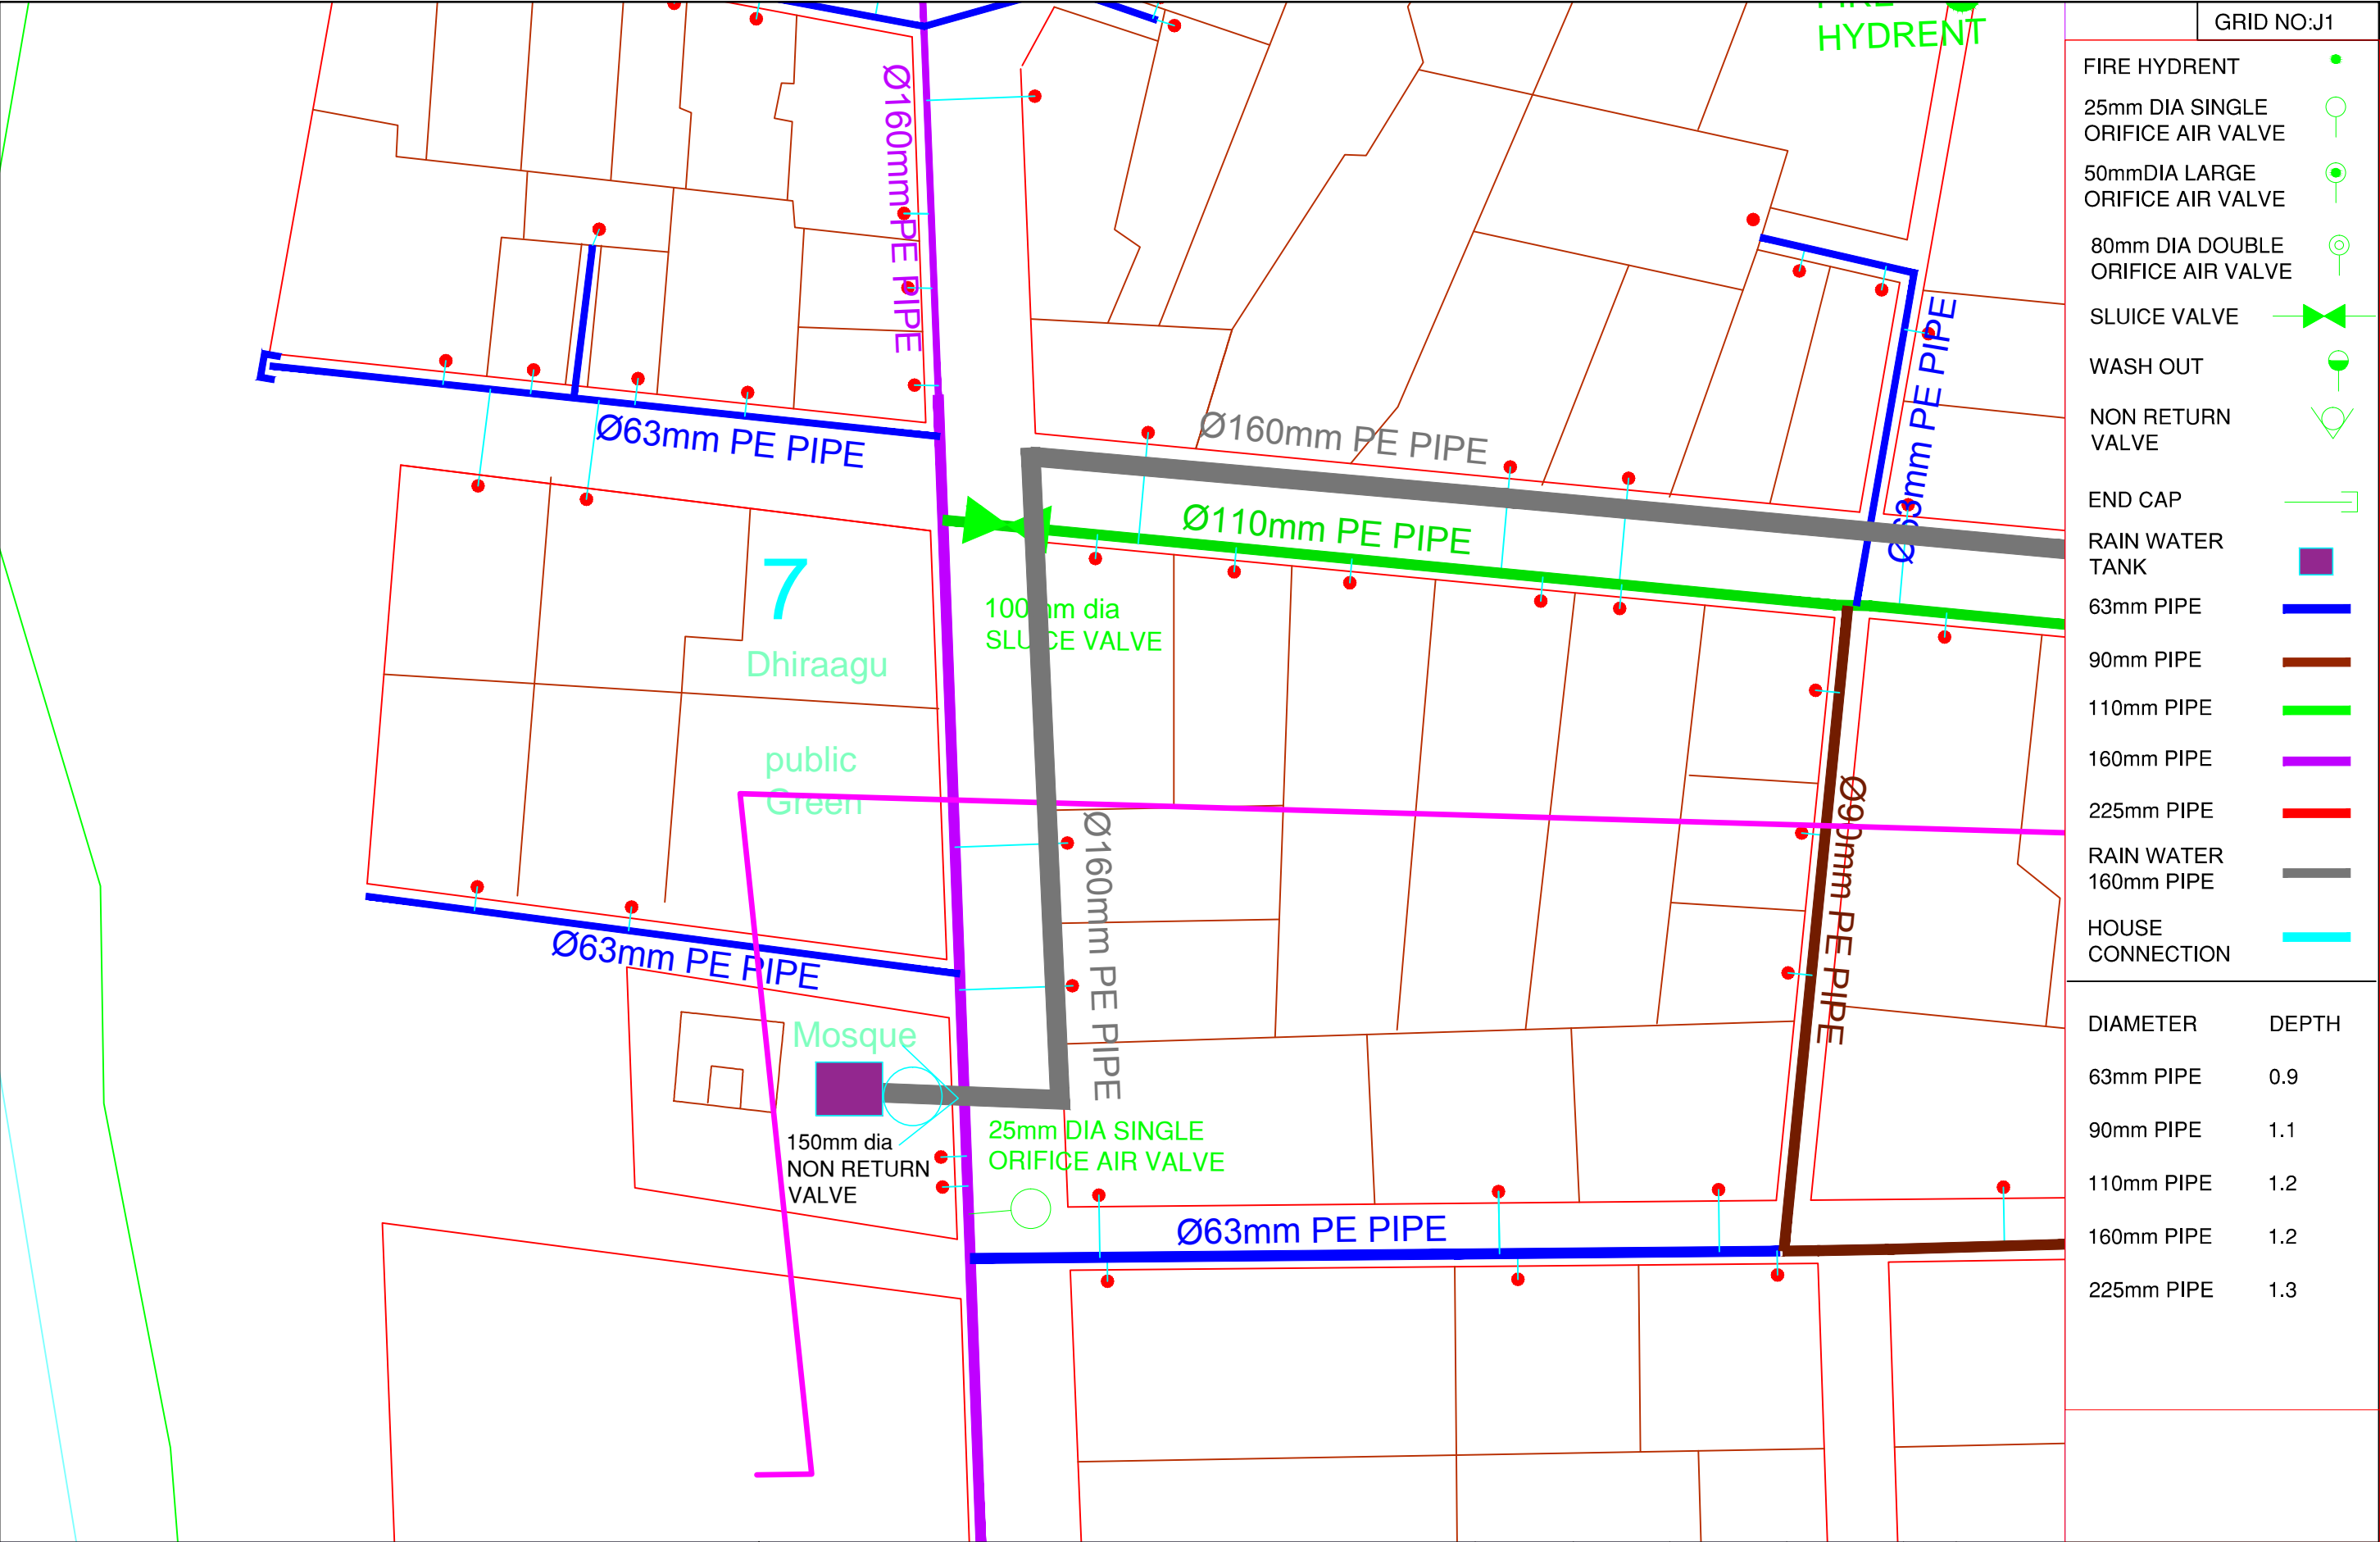 HYDRENT
Ø160mm PE PIPE
Ø63mm PE PIPE
Ø160mm PE PIPE
Ø63mm PE PIPE
Ø110mm PE PIPE
7
100mm dia
SLUICE VALVE
Dhiraagu
public
Green
Ø160mm PE PIPE
Ø90mm PE PIPE
Ø63mm PE PIPE
Mosque
150mm dia
NON RETURN
VALVE
25mm DIA SINGLE
ORIFICE AIR VALVE
Ø63mm PE PIPE
GRID NO:J1
FIRE HYDRENT
25mm DIA SINGLE
ORIFICE AIR VALVE
50mmDIA LARGE
ORIFICE AIR VALVE
80mm DIA DOUBLE
ORIFICE AIR VALVE
SLUICE VALVE
WASH OUT
NON RETURN
VALVE
END CAP
RAIN WATER
TANK
63mm PIPE
90mm PIPE
110mm PIPE
160mm PIPE
225mm PIPE
RAIN WATER
160mm PIPE
HOUSE
CONNECTION
DIAMETER DEPTH
63mm PIPE 0.9
90mm PIPE 1.1
110mm PIPE 1.2
160mm PIPE 1.2
225mm PIPE 1.3